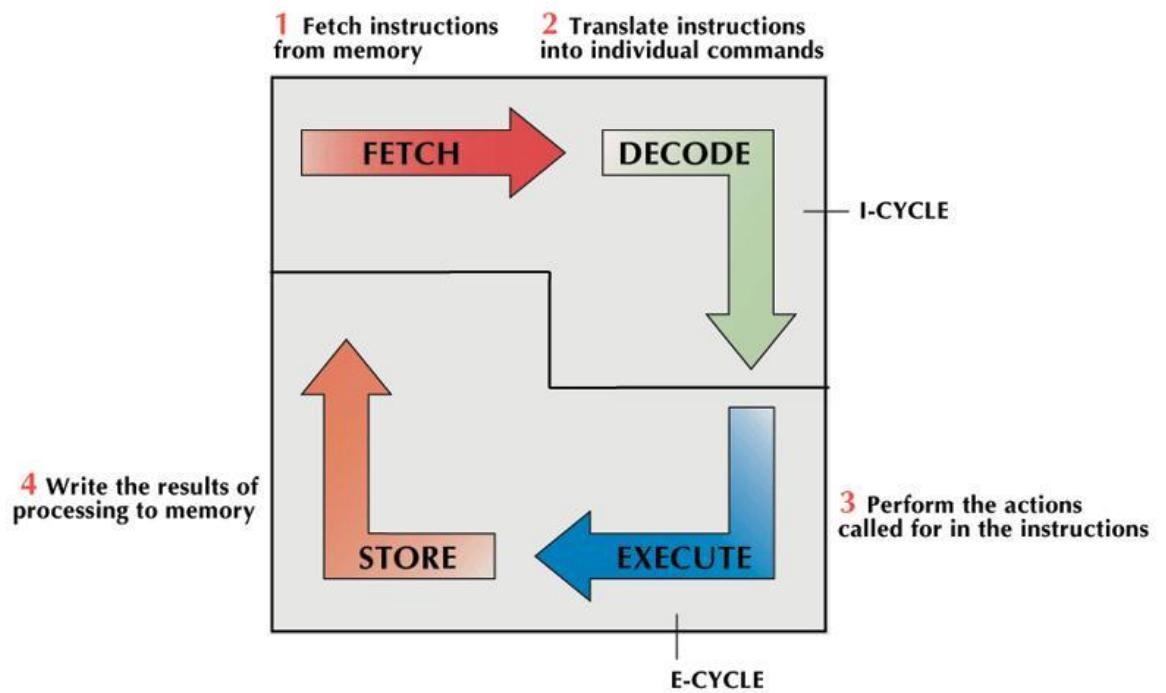 1 Fetch instructions
from memory
2 Translate instructions
into individual commands
FETCH
DECODE
I-CYCLE
4 Write the results of
processing to memory
3 Perform the actions
called for in the instructions
STORE
EXECUTE
E-CYCLE